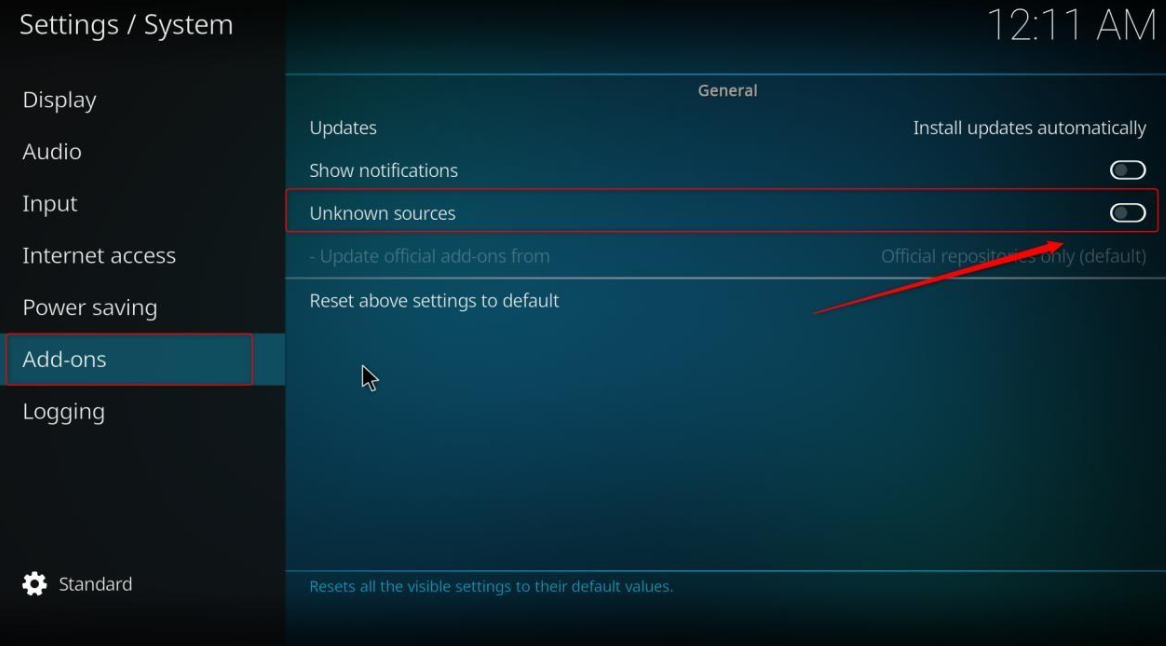 Settings / System
12:11 AM
Display
Audio
Input
Internet access
Power saving
Add-ons
Logging
Standard
General
Updates Install updates automatically
Show notifications
Unknown sources
- Update official add-ons from Official repositories only (default)
Reset above settings to default
Resets all the visible settings to their default values.